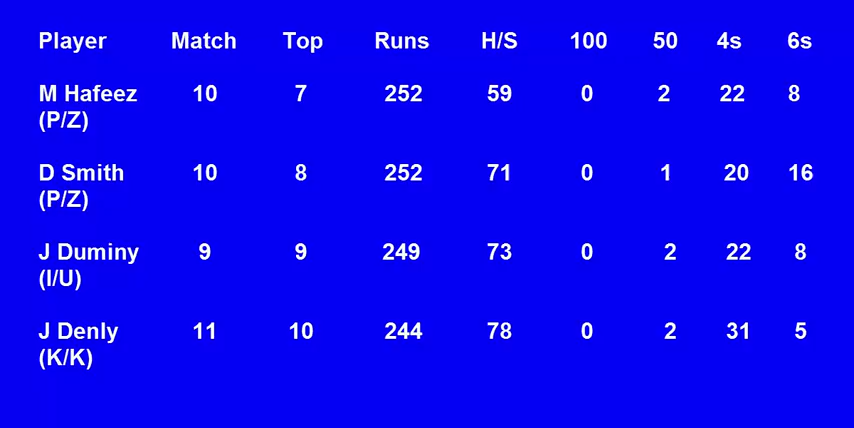 Player Match Top Runs H/S 100 50 4s 6s
M Hafeez 10 7 252 59 0 2 22 8
(P/Z)
D Smith 10 8 252 71 0 1 20 16
(P/Z)
J Duminy 9 9 249 73 0 2 22 8
(I/U)
J Denly 11 10 244 78 0 2 31 5
(K/K)